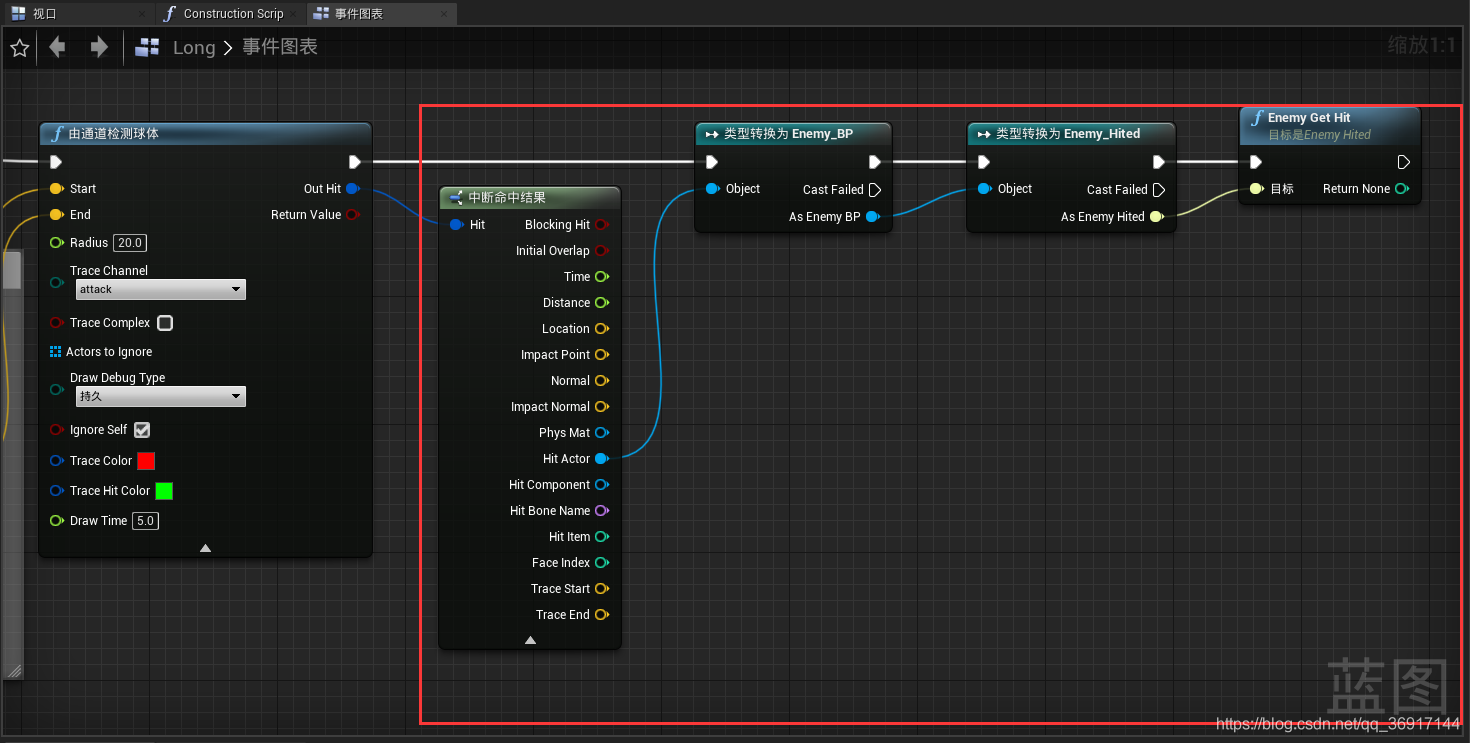 视口
Construction Scrip
事件图表
Long > 事件图表
缩放1:1
由通道检测球体
Start
Out Hit
End
Return Value
Radius 20.0
Trace Channel
attack
Trace Complex
Actors to Ignore
Draw Debug Type
持久
Ignore Self
Trace Color
Trace Hit Color
Draw Time 5.0
中断命中结果
Hit
Blocking Hit
Initial Overlap
Time
Distance
Location
Impact Point
Normal
Impact Normal
Phys Mat
Hit Actor
Hit Component
Hit Bone Name
Hit Item
Face Index
Trace Start
Trace End
类型转换为 Enemy_BP
Object
Cast Failed
As Enemy BP
类型转换为 Enemy_Hited
Object
Cast Failed
As Enemy Hited
Enemy Get Hit
目标是Enemy Hited
目标
Return None
蓝图
https://blog.csdn.net/qq_36917144